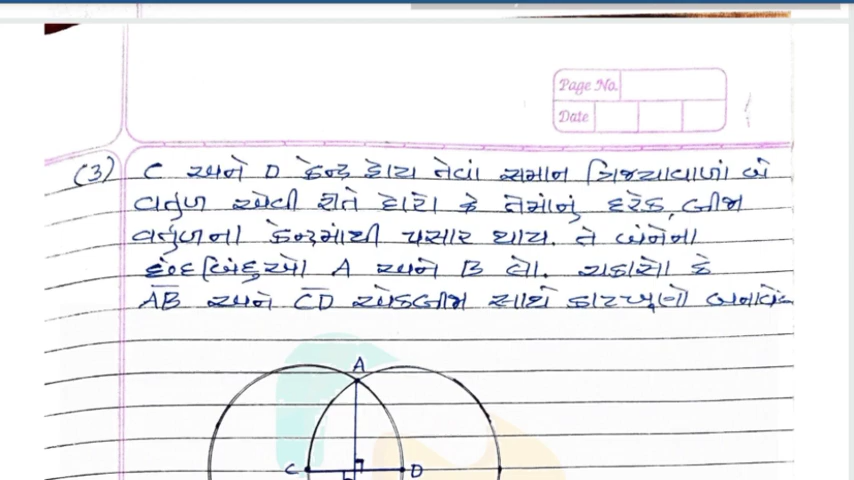 Page No.
Date
(3) C અને D કેન્દ્ર હોય તેવાં સમાન ત્રિજ્યાવાળાં બે
વર્તુળ એવી રીતે દોરો કે તેમાંનું દરેક, બીજા
વર્તુળના કેન્દ્રમાંથી પસાર થાય. તે બંનેના
છેદબિંદુઓ A અને B લો. ચકાસો કે
AB અને CD એકબીજા સાથે કાટખૂણો બનાવે
A
C
D